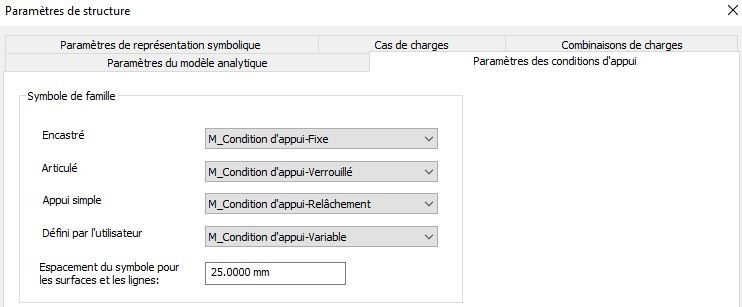 Paramètres de structure
Paramètres de représentation symbolique
Cas de charges
Combinaisons de charges
Paramètres du modèle analytique
Paramètres des conditions d'appui
Symbole de famille
Encastré
M_Condition d'appui-Fixe
Articulé
M_Condition d'appui-Verrouillé
Appui simple
M_Condition d'appui-Relâchement
Défini par l'utilisateur
M_Condition d'appui-Variable
Espacement du symbole pour
les surfaces et les lignes:
25.0000 mm